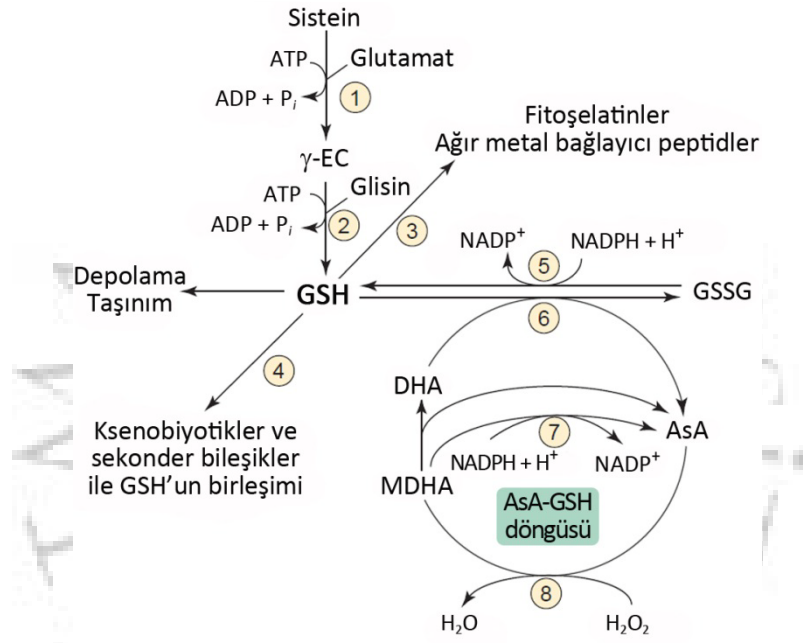 Sistein
ATP
Glutamat
ADP + Pi
1
γ-EC
ATP
Glisin
ADP + Pi
2
3
Fitoşelatinler
Ağır metal bağlayıcı peptidler
NADP+
5
NADPH + H+
Depolama
Taşınım
GSH
GSSG
6
4
DHA
AsA
7
Ksenobiyotikler ve
sekonder bileşikler
ile GSH'un birleşimi
NADPH + H+
NADP+
MDHA
AsA-GSH
döngüsü
8
H2O
H2O2